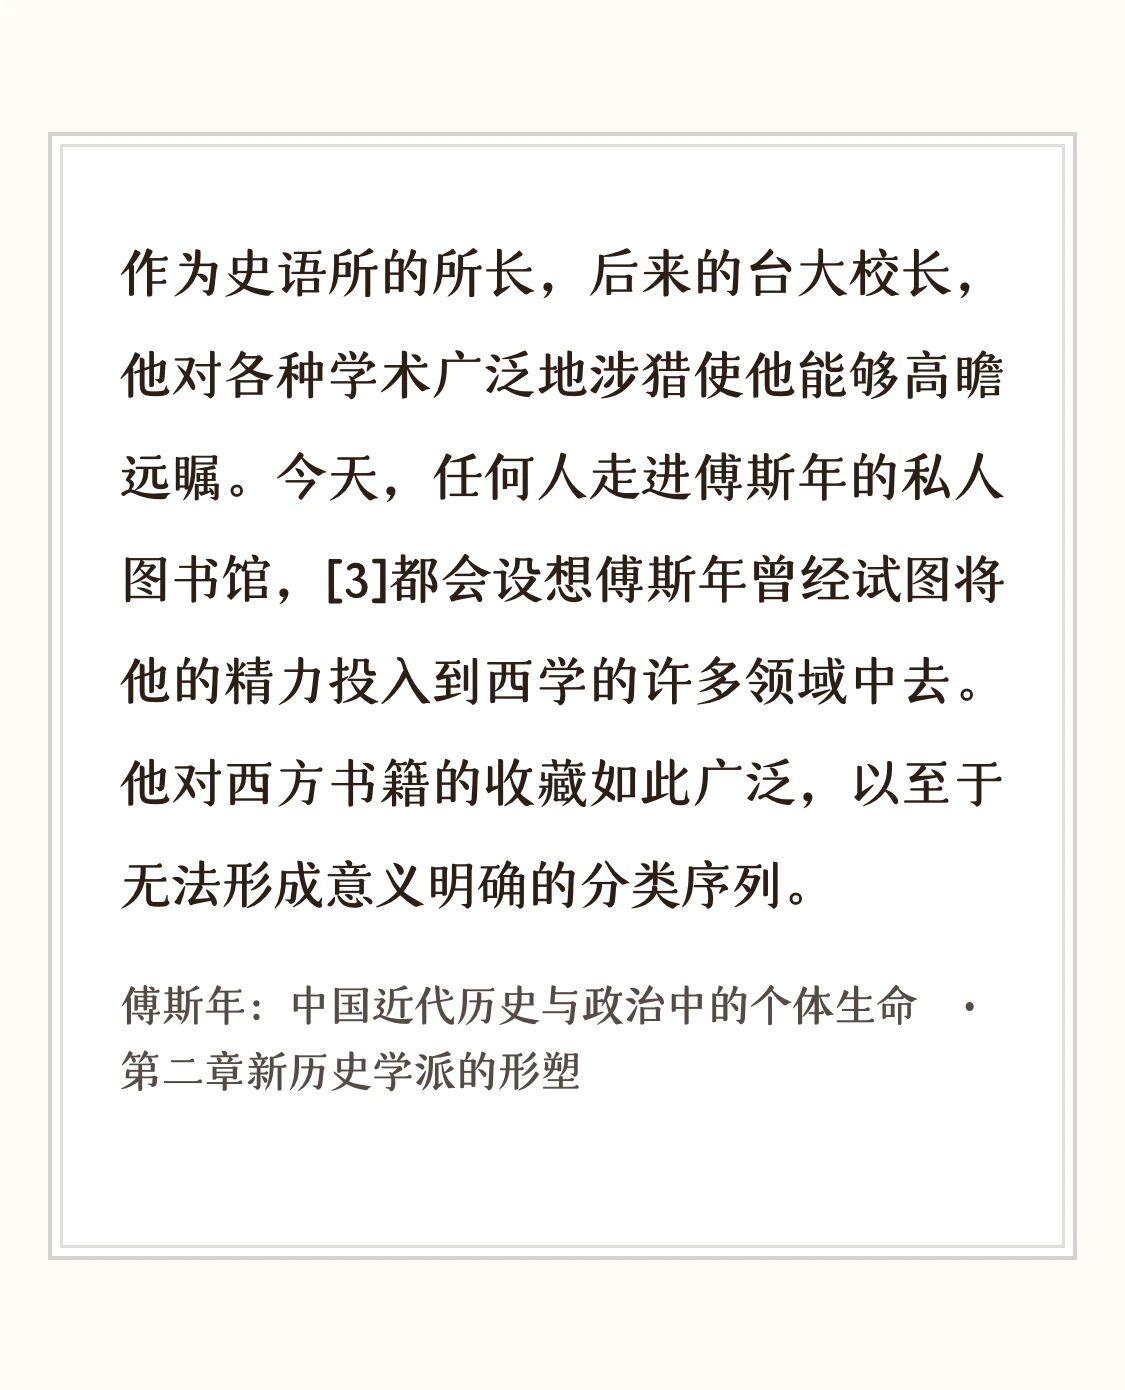 作为史语所的所长，后来的台大校长，
他对各种学术广泛地涉猎使他能够高瞻
远瞩。今天，任何人走进傅斯年的私人
图书馆，[3]都会设想傅斯年曾经试图将
他的精力投入到西学的许多领域中去。
他对西方书籍的收藏如此广泛，以至于
无法形成意义明确的分类序列。
傅斯年：中国近代历史与政治中的个体生命 ·
第二章新历史学派的形塑